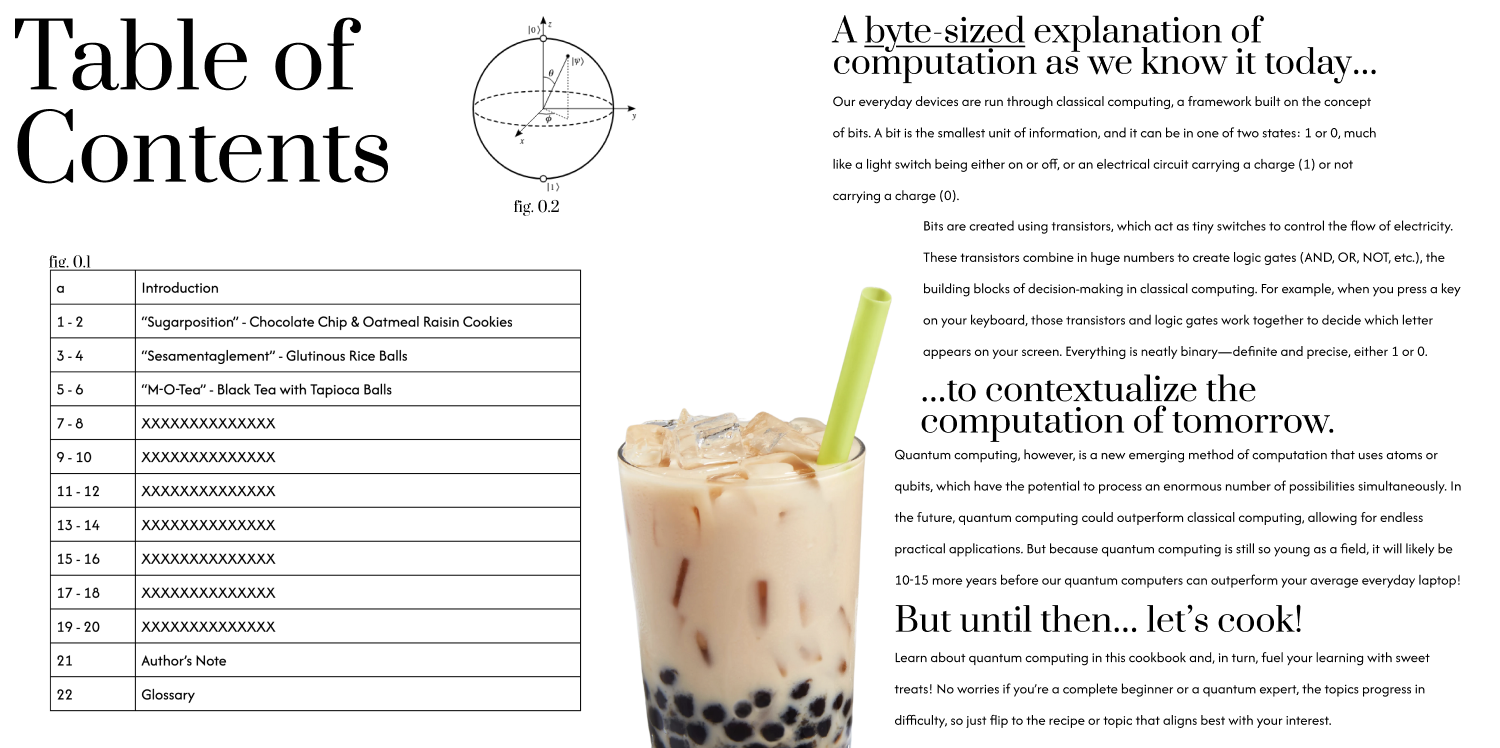 Table of
Contents
|0⟩
z
|ψ⟩
θ
ϕ
y
x
|1⟩
fig. 0.2
fig. 0.1
a Introduction
1 - 2 “Sugarposition” - Chocolate Chip & Oatmeal Raisin Cookies
3 - 4 “Sesamentaglement” - Glutinous Rice Balls
5 - 6 “M-O-Tea” - Black Tea with Tapioca Balls
7 - 8 XXXXXXXXXXXXXX
9 - 10 XXXXXXXXXXXXXX
11 - 12 XXXXXXXXXXXXXX
13 - 14 XXXXXXXXXXXXXX
15 - 16 XXXXXXXXXXXXXX
17 - 18 XXXXXXXXXXXXXX
19 - 20 XXXXXXXXXXXXXX
21 Author’s Note
22 Glossary
A byte-sized explanation of
computation as we know it today...
Our everyday devices are run through classical computing, a framework built on the concept
of bits. A bit is the smallest unit of information, and it can be in one of two states: 1 or 0, much
like a light switch being either on or off, or an electrical circuit carrying a charge (1) or not
carrying a charge (0).
Bits are created using transistors, which act as tiny switches to control the flow of electricity.
These transistors combine in huge numbers to create logic gates (AND, OR, NOT, etc.), the
building blocks of decision-making in classical computing. For example, when you press a key
on your keyboard, those transistors and logic gates work together to decide which letter
appears on your screen. Everything is neatly binary—definite and precise, either 1 or 0.
...to contextualize the
computation of tomorrow.
Quantum computing, however, is a new emerging method of computation that uses atoms or
qubits, which have the potential to process an enormous number of possibilities simultaneously. In
the future, quantum computing could outperform classical computing, allowing for endless
practical applications. But because quantum computing is still so young as a field, it will likely be
10-15 more years before our quantum computers can outperform your average everyday laptop!
But until then... let’s cook!
Learn about quantum computing in this cookbook and, in turn, fuel your learning with sweet
treats! No worries if you’re a complete beginner or a quantum expert, the topics progress in
difficulty, so just flip to the recipe or topic that aligns best with your interest.